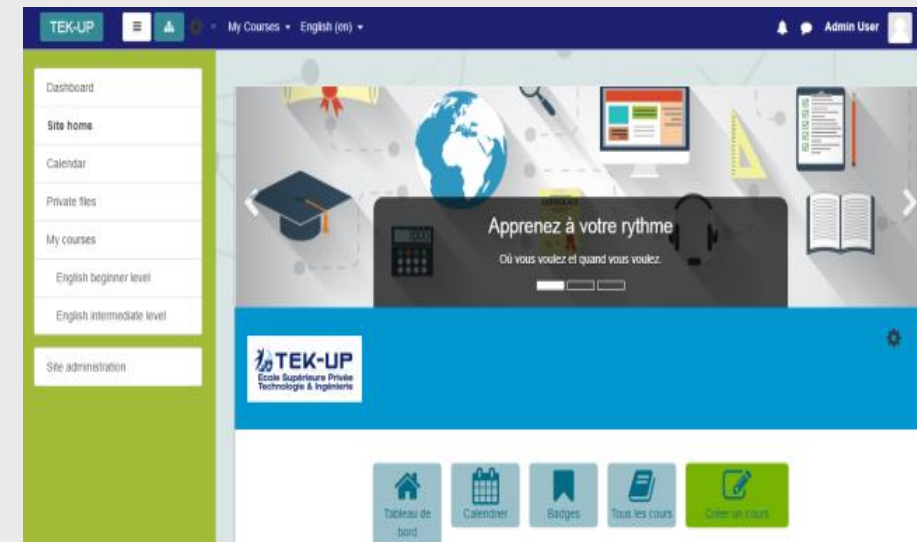 TEK-UP
My Courses
English (en)
Admin User
Dashboard
Site home
Calendar
Private files
My courses
English beginner level
English intermediate level
Site administration
Apprenez à votre rythme
Où vous voulez et quand vous voulez.
TEK-UP
Ecole Supérieure Privée
Technologie & Ingénierie
Tableau de
bord
Calendrier
Badges
Tous les cours
Créer un cours